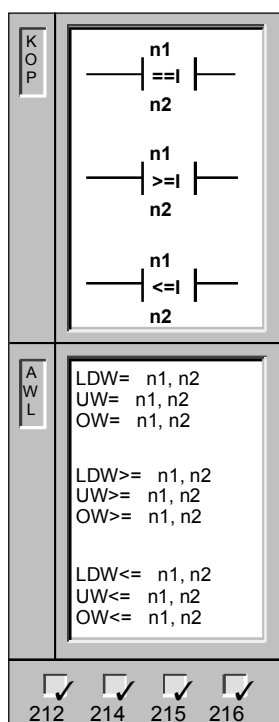 K
O
P
n1
==I
n2
n1
>=I
n2
n1
<=I
n2
A
W
L
LDW= n1, n2
UW= n1, n2
OW= n1, n2
LDW>= n1, n2
UW>= n1, n2
OW>= n1, n2
LDW<= n1, n2
UW<= n1, n2
OW<= n1, n2
212 214 215 216